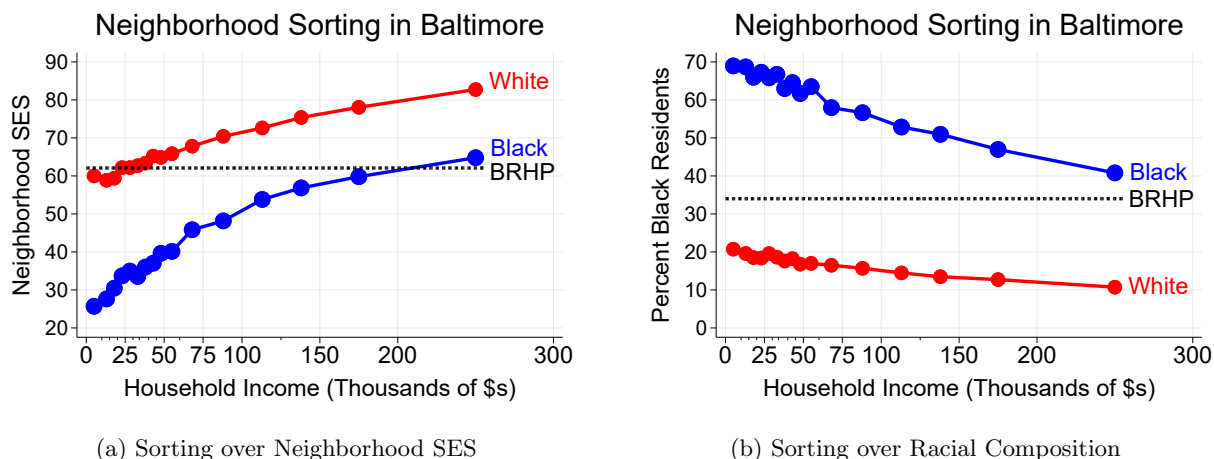 Neighborhood Sorting in Baltimore
Neighborhood SES
90
80
70
60
50
40
30
20
White
Black
BRHP
0
25
50
75
100
150
200
300
Household Income (Thousands of $s)
(a) Sorting over Neighborhood SES
Neighborhood Sorting in Baltimore
Percent Black Residents
70
60
50
40
30
20
10
0
Black
BRHP
White
0
25
50
75
100
150
200
300
Household Income (Thousands of $s)
(b) Sorting over Racial Composition